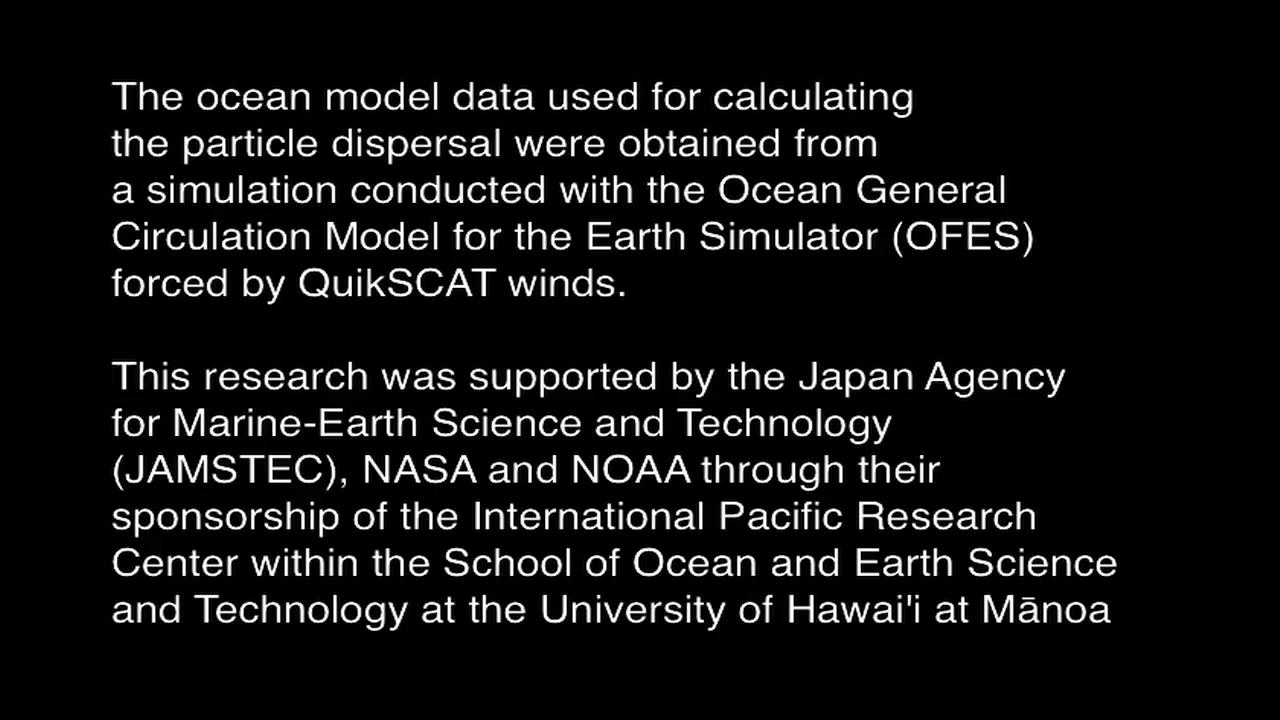 The ocean model data used for calculating
the particle dispersal were obtained from
a simulation conducted with the Ocean General
Circulation Model for the Earth Simulator (OFES)
forced by QuikSCAT winds.
This research was supported by the Japan Agency
for Marine-Earth Science and Technology
(JAMSTEC), NASA and NOAA through their
sponsorship of the International Pacific Research
Center within the School of Ocean and Earth Science
and Technology at the University of Hawai'i at Mānoa